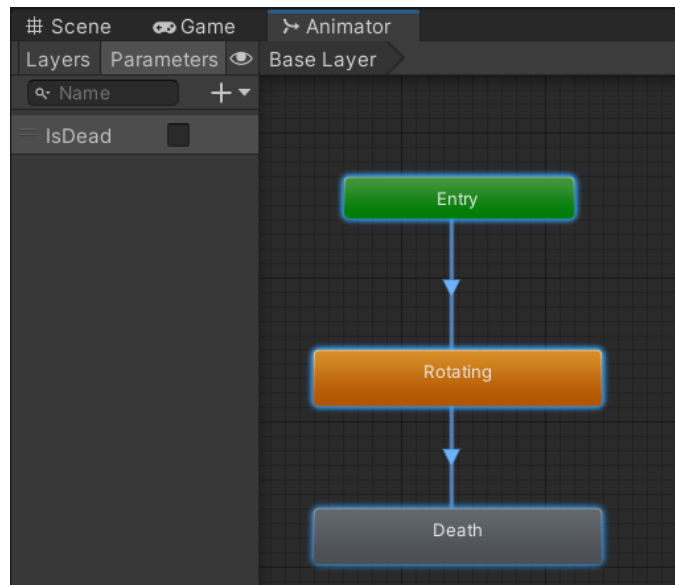 Scene Game Animator
Layers Parameters Base Layer
Name
IsDead
Entry
Rotating
Death